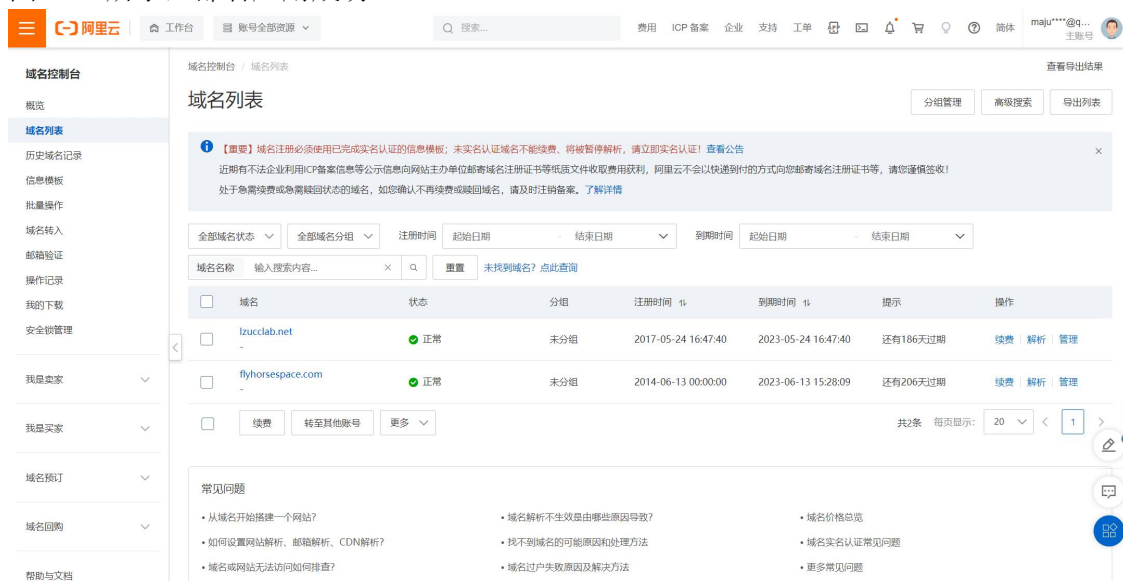 阿里云 工作台 账号全部资源 搜索... 费用 ICP 备案 企业 支持 工单 简体 maju****@q...
主账号
域名控制台
概览
域名列表
历史域名记录
信息模板
批量操作
域名转入
邮箱验证
操作记录
我的下载
安全锁管理
我是卖家
我是买家
域名预订
域名回购
帮助与文档
域名控制台 / 域名列表 查看导出结果
域名列表 分组管理 高级搜索 导出列表
【重要】域名注册必须使用已完成实名认证的信息模板；未实名认证域名不能续费、将被暂停解析，请立即实名认证！查看公告
近期有不法企业利用ICP备案信息等公示信息向网站主办单位邮寄域名注册证书等纸质文件收取费用获利，阿里云不会以快递到付的方式向您邮寄域名注册证书等，请您谨慎签收！
处于急需续费或急需赎回状态的域名，如您确认不再续费或赎回域名，请及时注销备案。了解详情
全部域名状态 全部域名分组 注册时间 起始日期 - 结束日期 到期时间 起始日期 - 结束日期
域名名称 输入搜索内容... 重置 未找到域名？点此查询
域名 状态 分组 注册时间 到期时间 提示 操作
lzucclab.net 正常 未分组 2017-05-24 16:47:40 2023-05-24 16:47:40 还有186天过期 续费 解析 管理
-
flyhorsespace.com 正常 未分组 2014-06-13 00:00:00 2023-06-13 15:28:09 还有206天过期 续费 解析 管理
-
续费 转至其他账号 更多 共2条 每页显示: 20 < 1 >
常见问题
• 从域名开始搭建一个网站? • 域名解析不生效是由哪些原因导致? • 域名价格总览
• 如何设置网站解析、邮箱解析、CDN解析? • 找不到域名的可能原因和处理方法 • 域名实名认证常见问题
• 域名或网站无法访问如何排查? • 域名过户失败原因及解决方法 • 更多常见问题